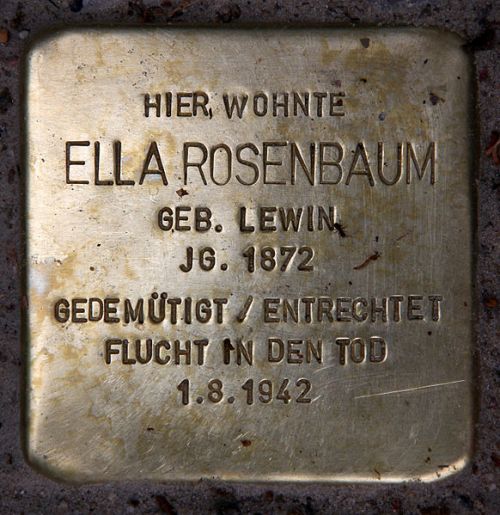 HIER WOHNTE
ELLA ROSENBAUM
GEB. LEWIN
JG. 1872
GEDEMÜTIGT / ENTRECHTET
FLUCHT IN DEN TOD
1.8.1942